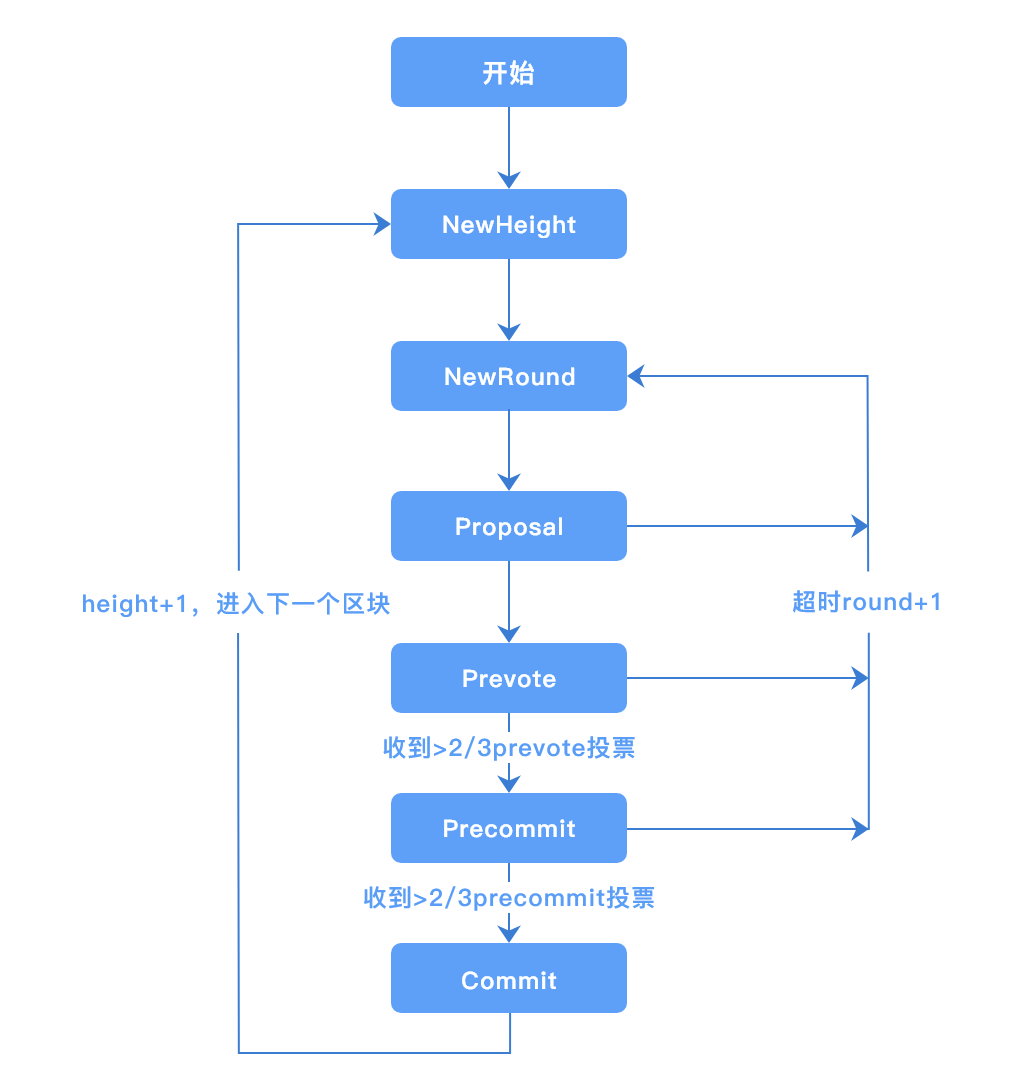 开始
NewHeight
NewRound
Proposal
height+1，进入下一个区块
超时round+1
Prevote
收到>2/3prevote投票
Precommit
收到>2/3precommit投票
Commit